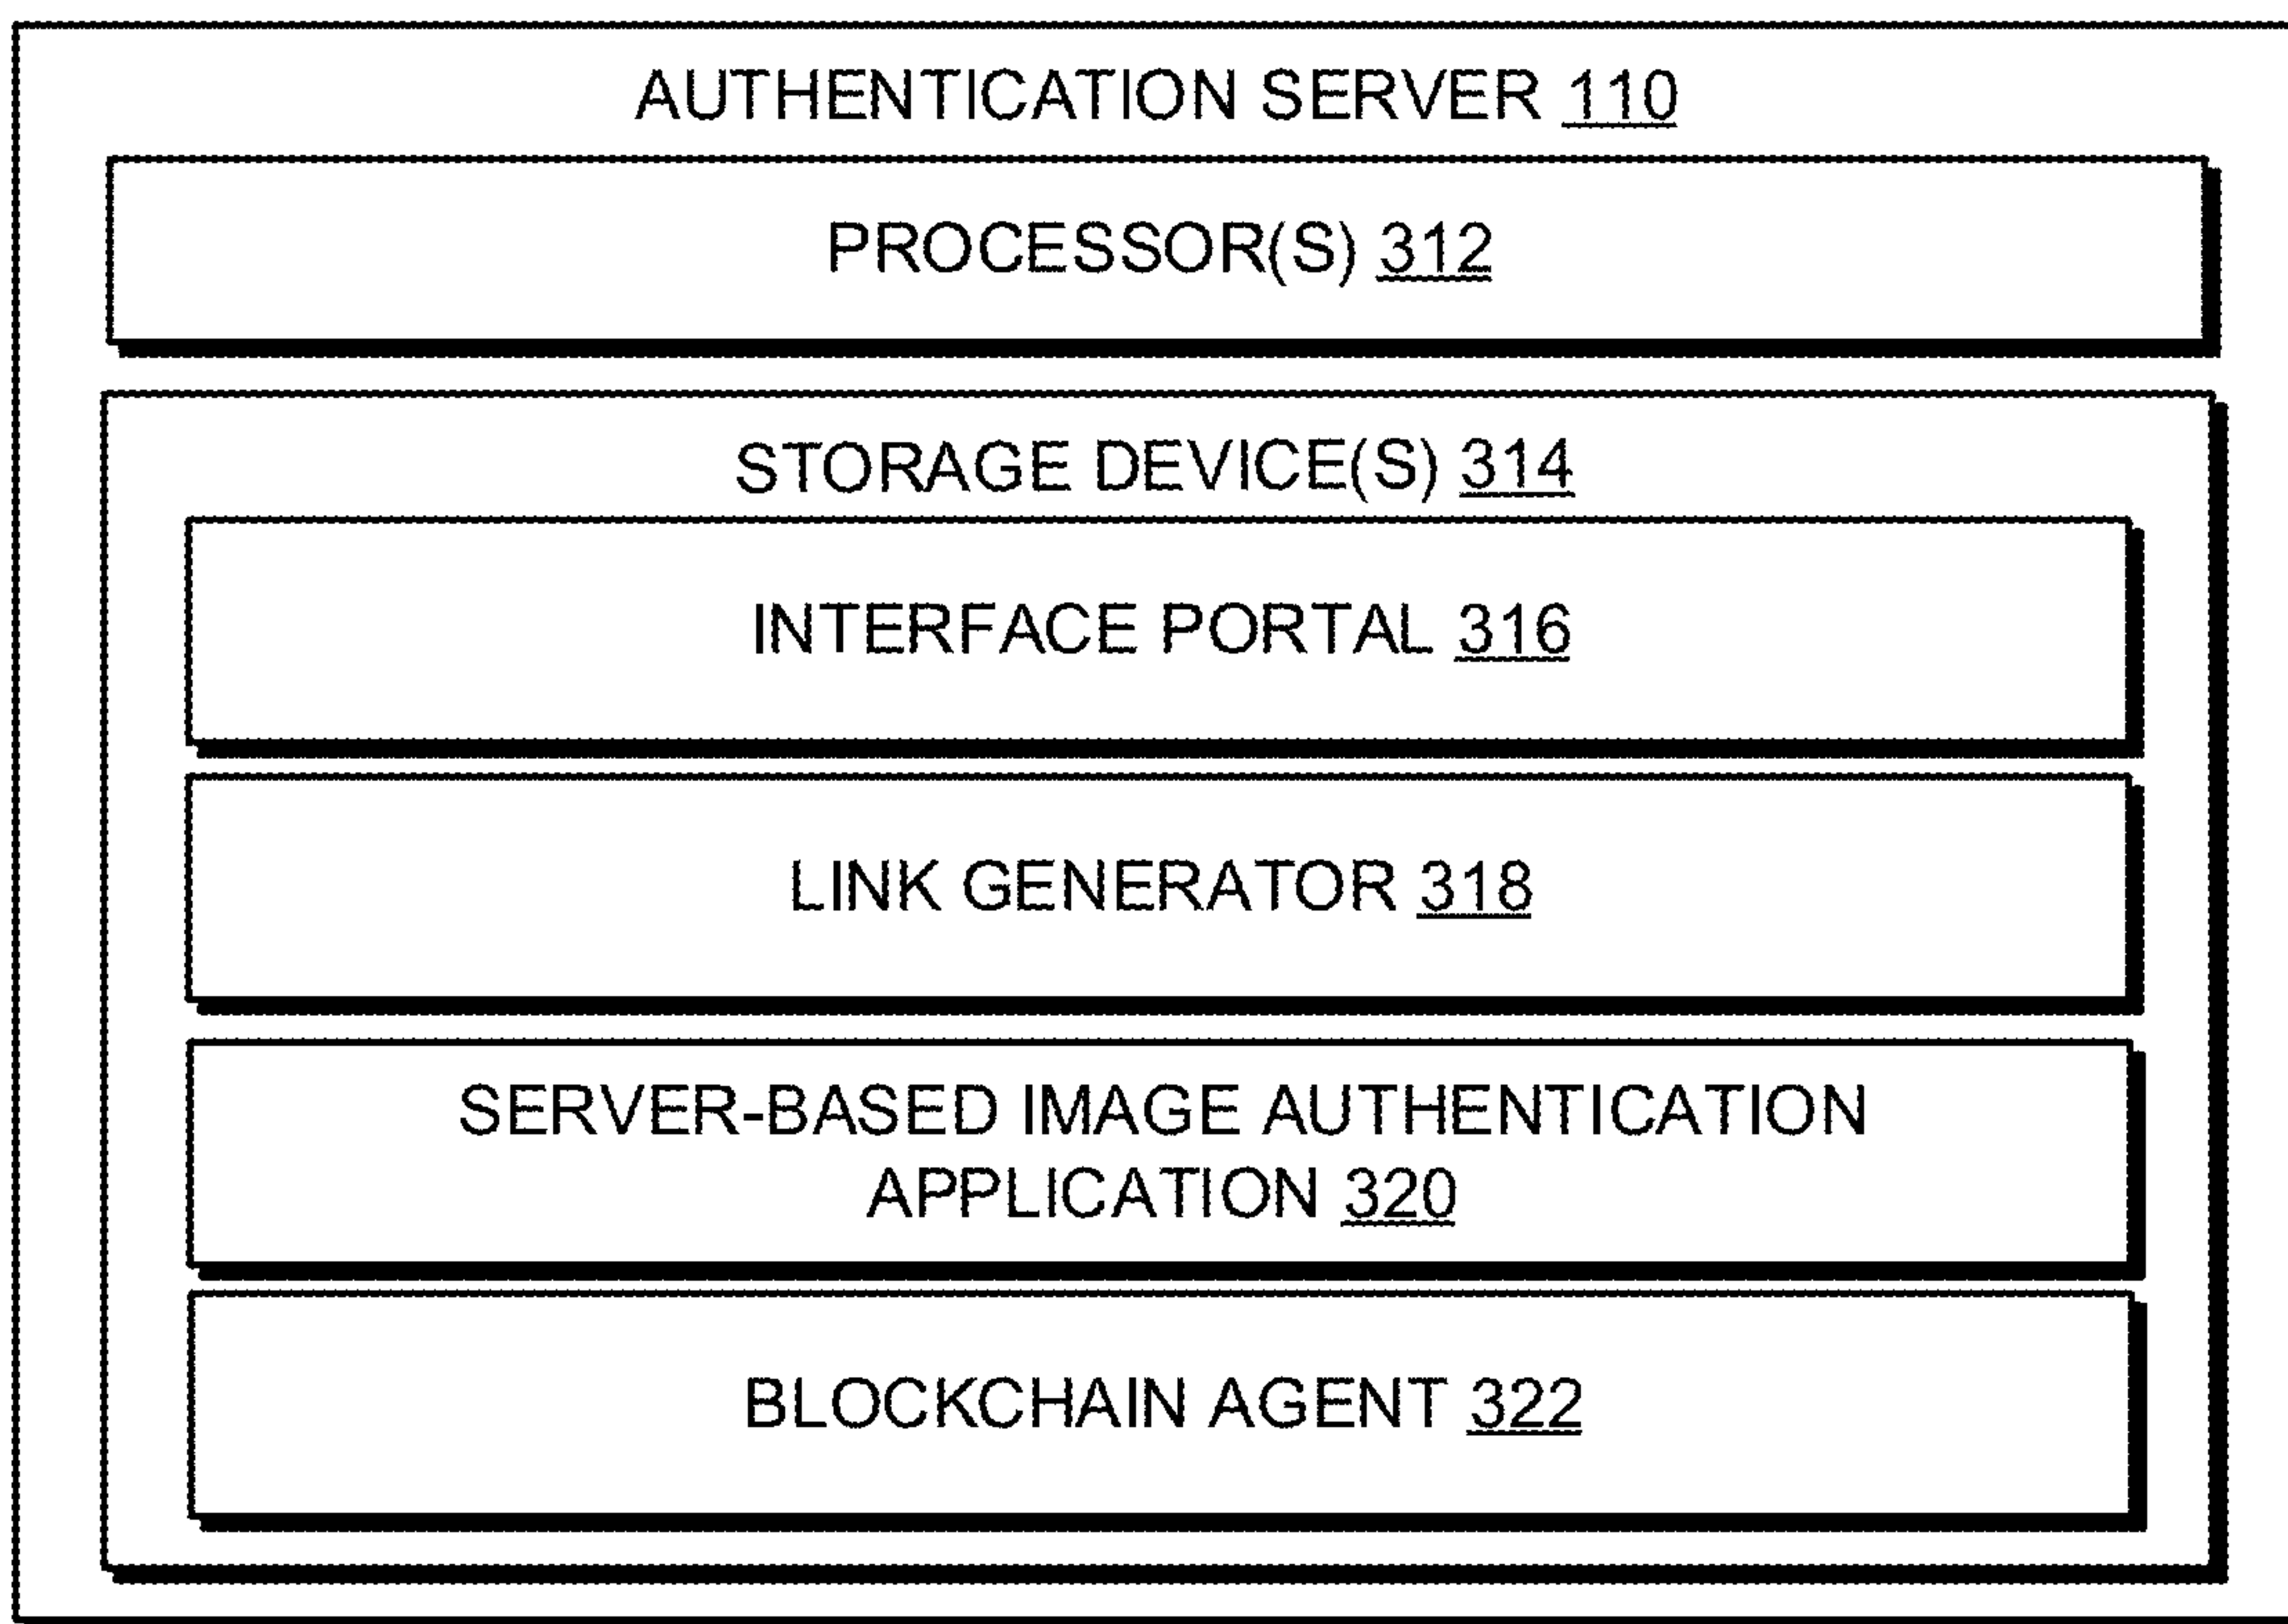 AUTHENTICATION SERVER 110
PROCESSOR(S) 312
STORAGE DEVICE(S) 314
INTERFACE PORTAL 316
LINK GENERATOR 318
SERVER-BASED IMAGE AUTHENTICATION
APPLICATION 320
BLOCKCHAIN AGENT 322